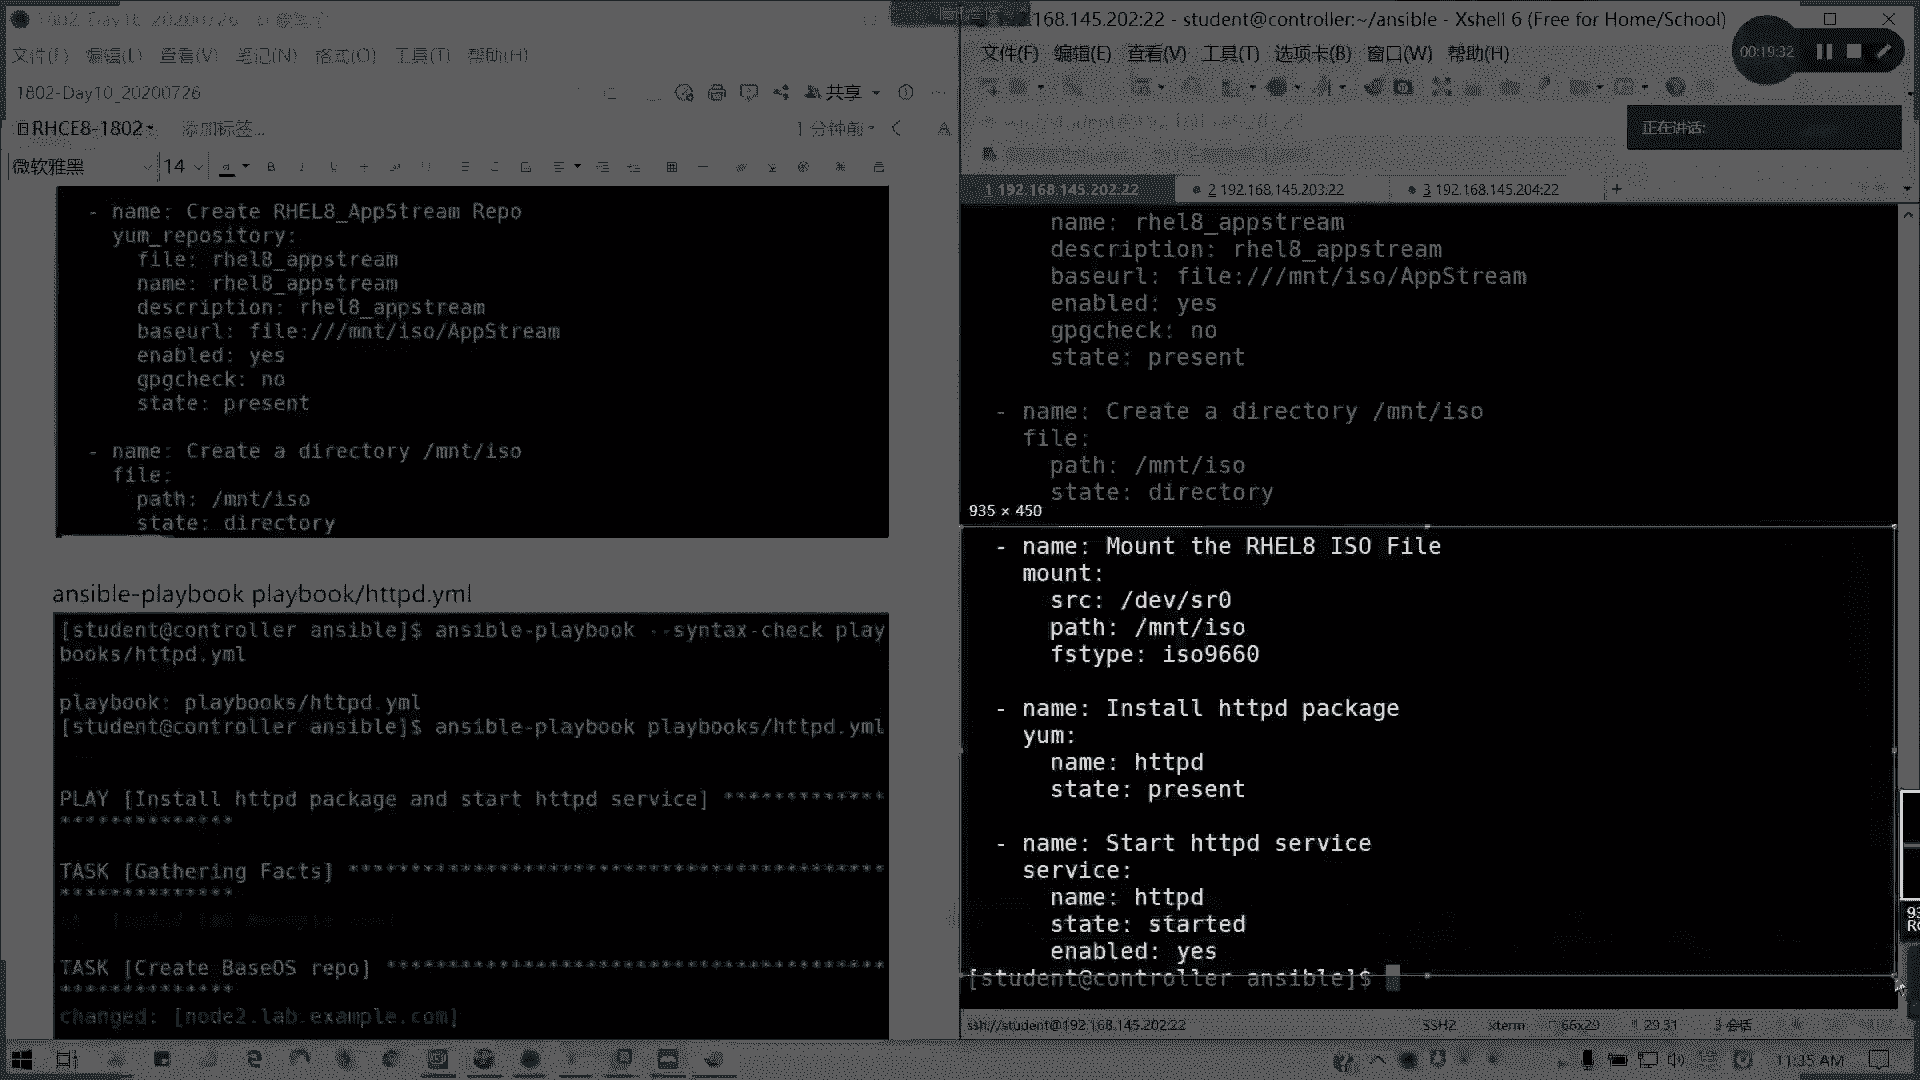 文件(F) 编辑(E) 查看(V) 笔记(N) 格式(O) 工具(T) 帮助(H)
1802-Day10_20200726
共享
RHCE8-1802
添加标签...
1 分钟前
微软雅黑
14
- name: Create RHEL8_AppStream Repo
yum_repository:
file: rhel8_appstream
name: rhel8_appstream
description: rhel8_appstream
baseurl: file:///mnt/iso/AppStream
enabled: yes
gpgcheck: no
state: present
- name: Create a directory /mnt/iso
file:
path: /mnt/iso
state: directory
ansible-playbook playbook/httpd.yml
[student@controller ansible]$ ansible-playbook --syntax-check play
books/httpd.yml
playbook: playbooks/httpd.yml
[student@controller ansible]$ ansible-playbook playbooks/httpd.yml
PLAY [Install httpd package and start httpd service] *************
**************
TASK [Gathering Facts] *******************************************
**************
TASK [Create BaseOS repo] ****************************************
**************
changed: [node2.lab.example.com]
168.145.202:22 - student@controller:~/ansible - Xshell 6 (Free for Home/School)
文件(F) 编辑(E) 查看(V) 工具(T) 选项卡(B) 窗口(W) 帮助(H)
00:19:32
正在讲话:
1 192.168.145.202:22
2 192.168.145.203:22
3 192.168.145.204:22
name: rhel8_appstream
description: rhel8_appstream
baseurl: file:///mnt/iso/AppStream
enabled: yes
gpgcheck: no
state: present
- name: Create a directory /mnt/iso
file:
path: /mnt/iso
state: directory
935 × 450
- name: Mount the RHEL8 ISO File
mount:
src: /dev/sr0
path: /mnt/iso
fstype: iso9660
- name: Install httpd package
yum:
name: httpd
state: present
- name: Start httpd service
service:
name: httpd
state: started
enabled: yes
[student@controller ansible]$
ssh://student@192.168.145.202:22
SSH2
xterm
66x29
29,31
3 会话
11:35 AM